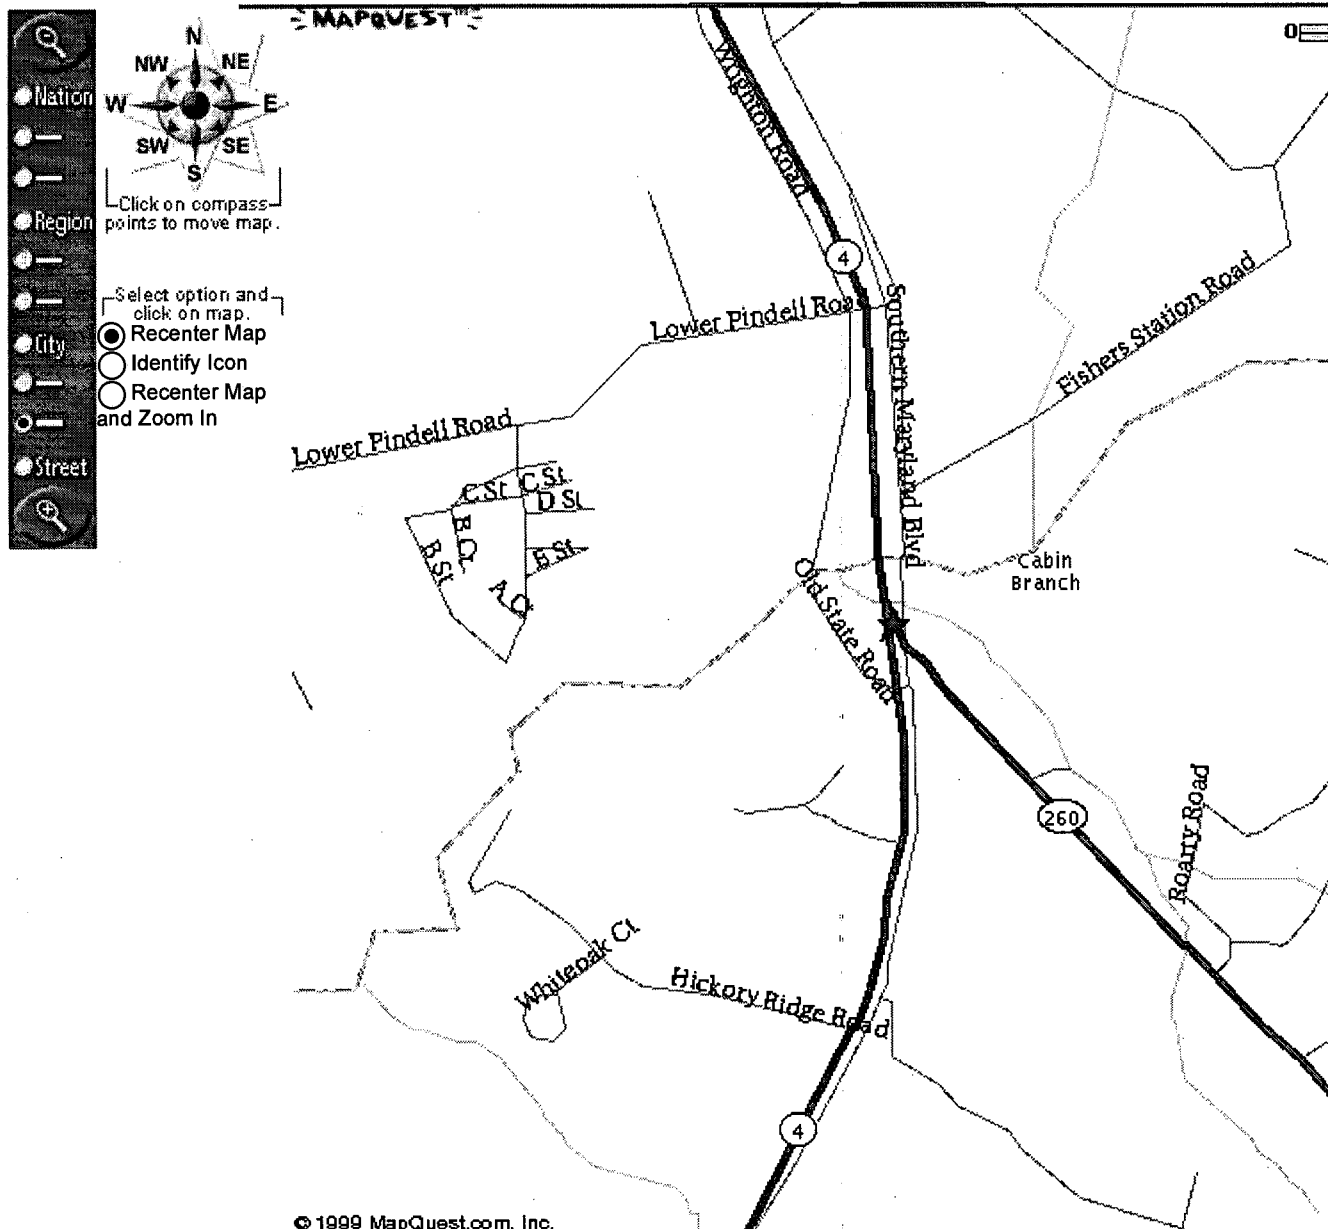 MAPQUEST™
0
N
NW
NE
W
E
SW
SE
S
Nation
Region
City
Street
Click on compass
points to move map.
Select option and
click on map.
Recenter Map
Identify Icon
Recenter Map
and Zoom In
Wrighton Road
4
Lower Pindell Road
Southern Maryland Blvd
Fishers Station Road
Lower Pindell Road
C St
C St
D St
B Ct
B St
E St
A Ct
Cabin
Branch
Old State Road
260
Roany Road
Whiteoak Ct
Hickory Ridge Road
4
© 1999 MapQuest.com, Inc.